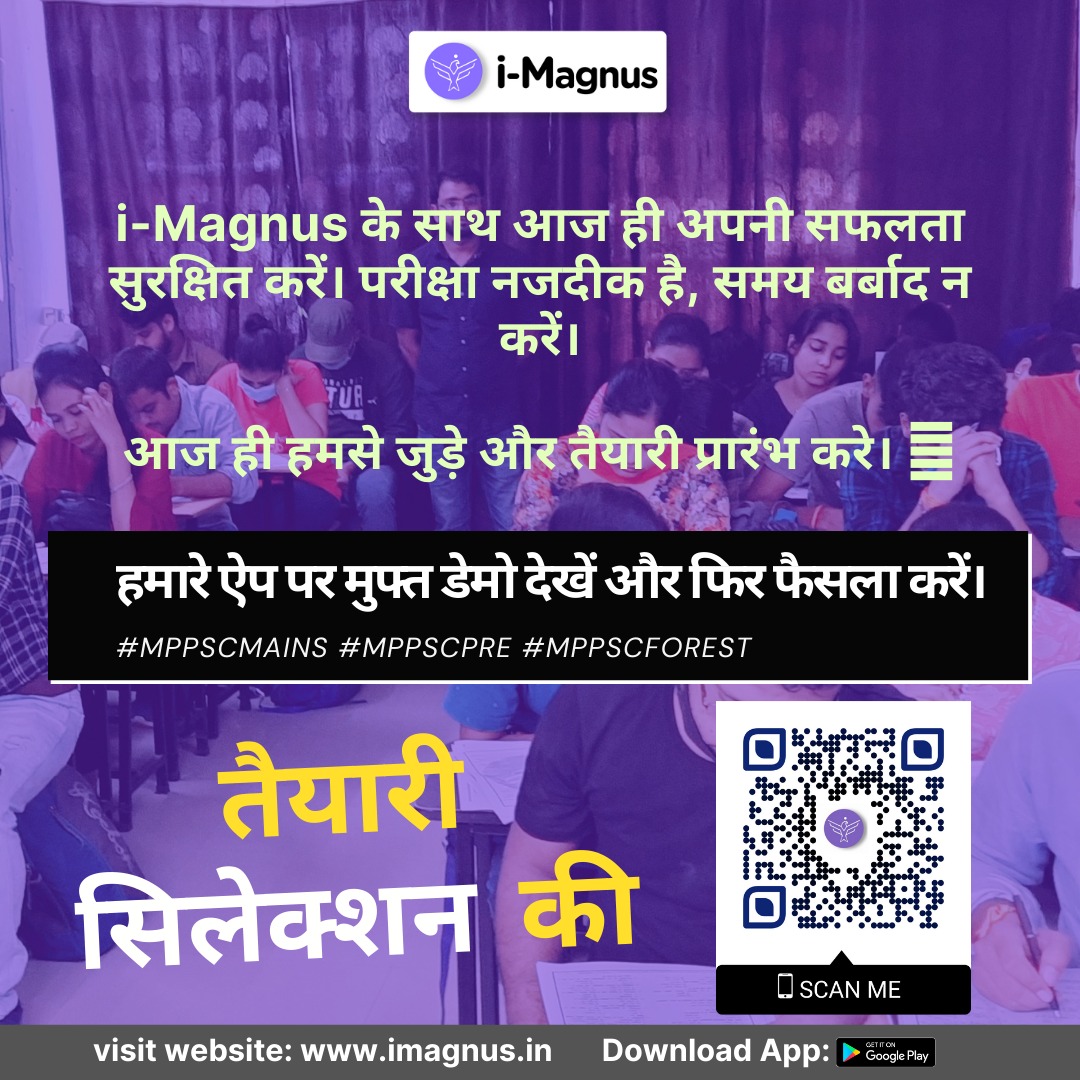 i-Magnus
i-Magnus के साथ आज ही अपनी सफलता
सुरक्षित करें। परीक्षा नजदीक है, समय बर्बाद न
करें।
आज ही हमसे जुड़े और तैयारी प्रारंभ करे।
हमारे ऐप पर मुफ्त डेमो देखें और फिर फैसला करें।
#MPPSCMAINS #MPPSCPRE #MPPSCFOREST
तैयारी
सिलेक्शन की
SCAN ME
visit website: www.imagnus.in Download App: GET IT ON Google Play